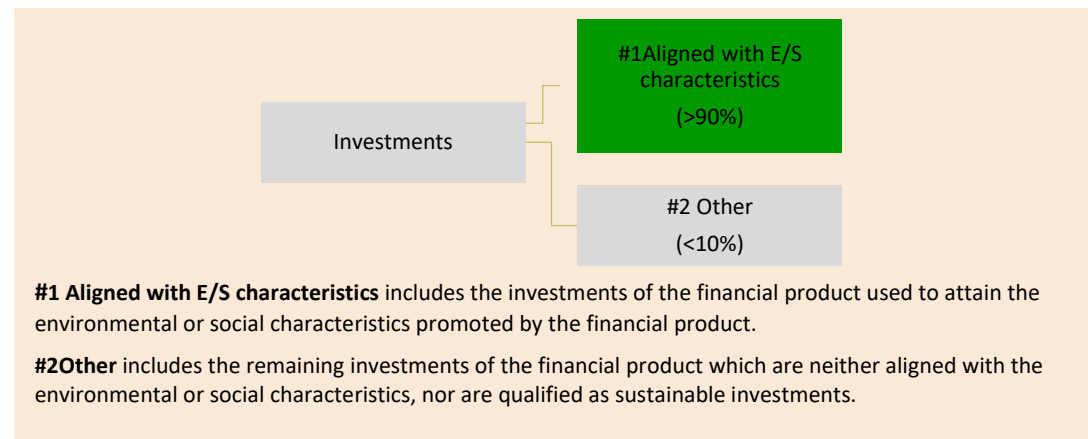 #1Aligned with E/S
characteristics
(>90%)
Investments
#2 Other
(<10%)
#1 Aligned with E/S characteristics includes the investments of the financial product used to attain the
environmental or social characteristics promoted by the financial product.
#2Other includes the remaining investments of the financial product which are neither aligned with the
environmental or social characteristics, nor are qualified as sustainable investments.